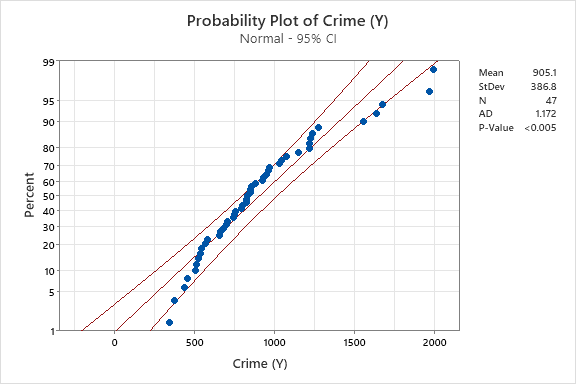 Probability Plot of Crime (Y)
Normal - 95% CI
Mean 905.1
StDev 386.8
N 47
AD 1.172
P-Value <0.005
Percent
99
95
90
80
70
60
50
40
30
20
10
5
1
0 500 1000 1500 2000
Crime (Y)